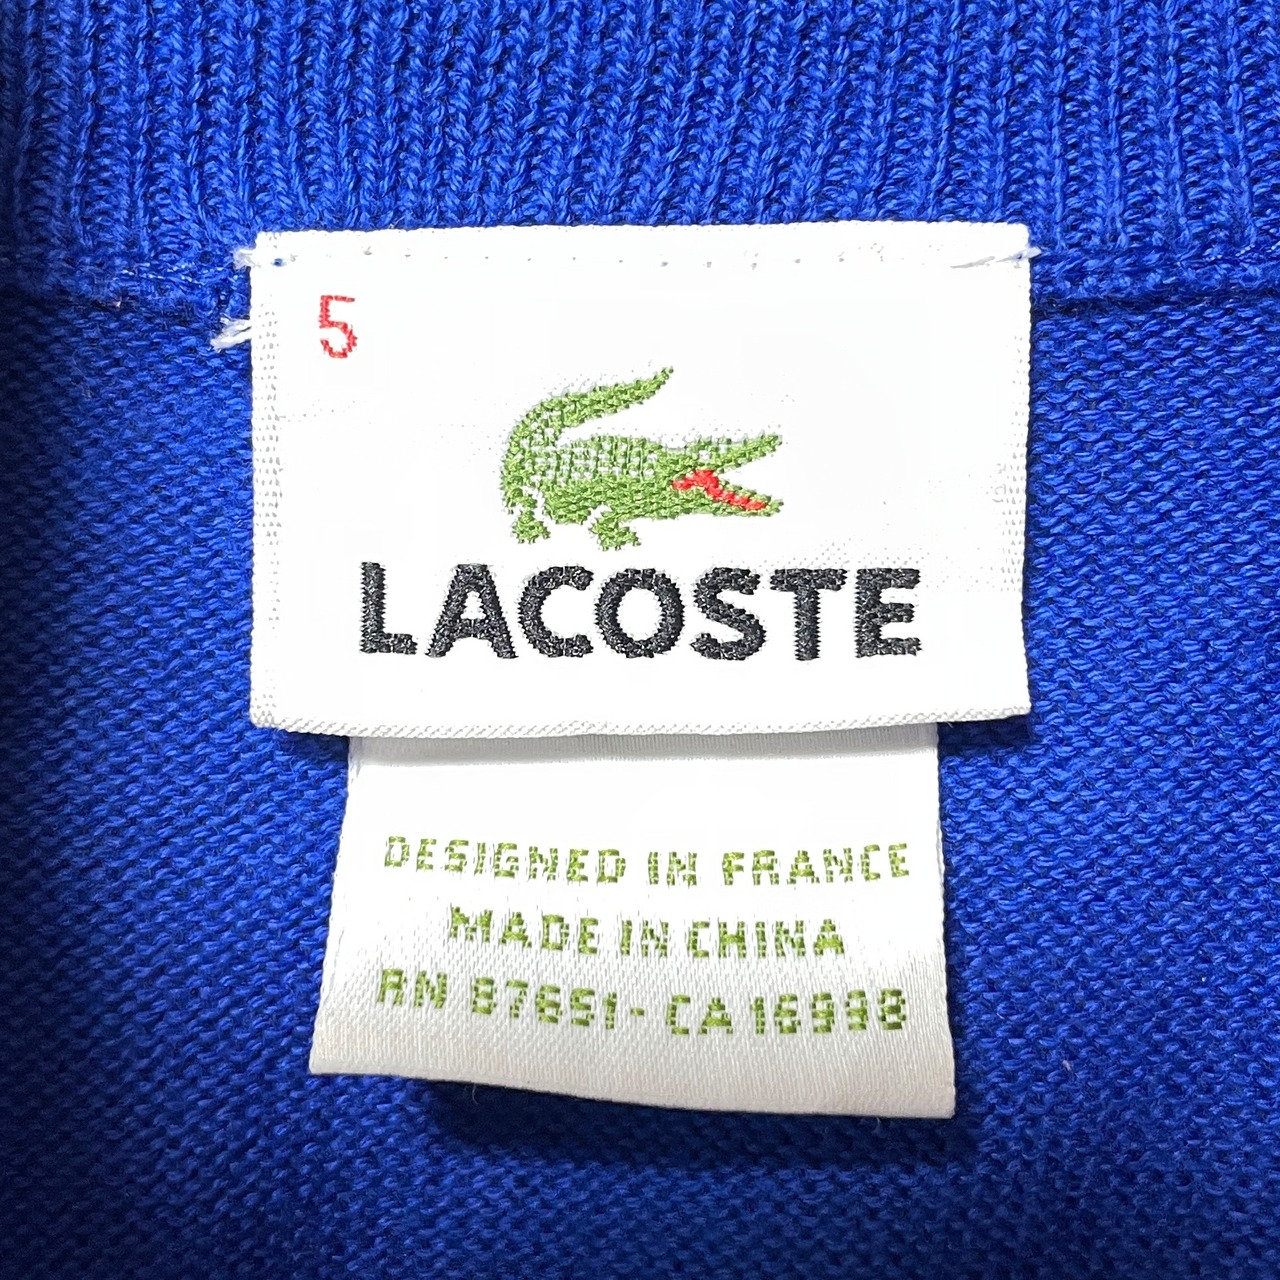 5
LACOSTE
DESIGNED IN FRANCE
MADE IN CHINA
RN 87651- CA 16998